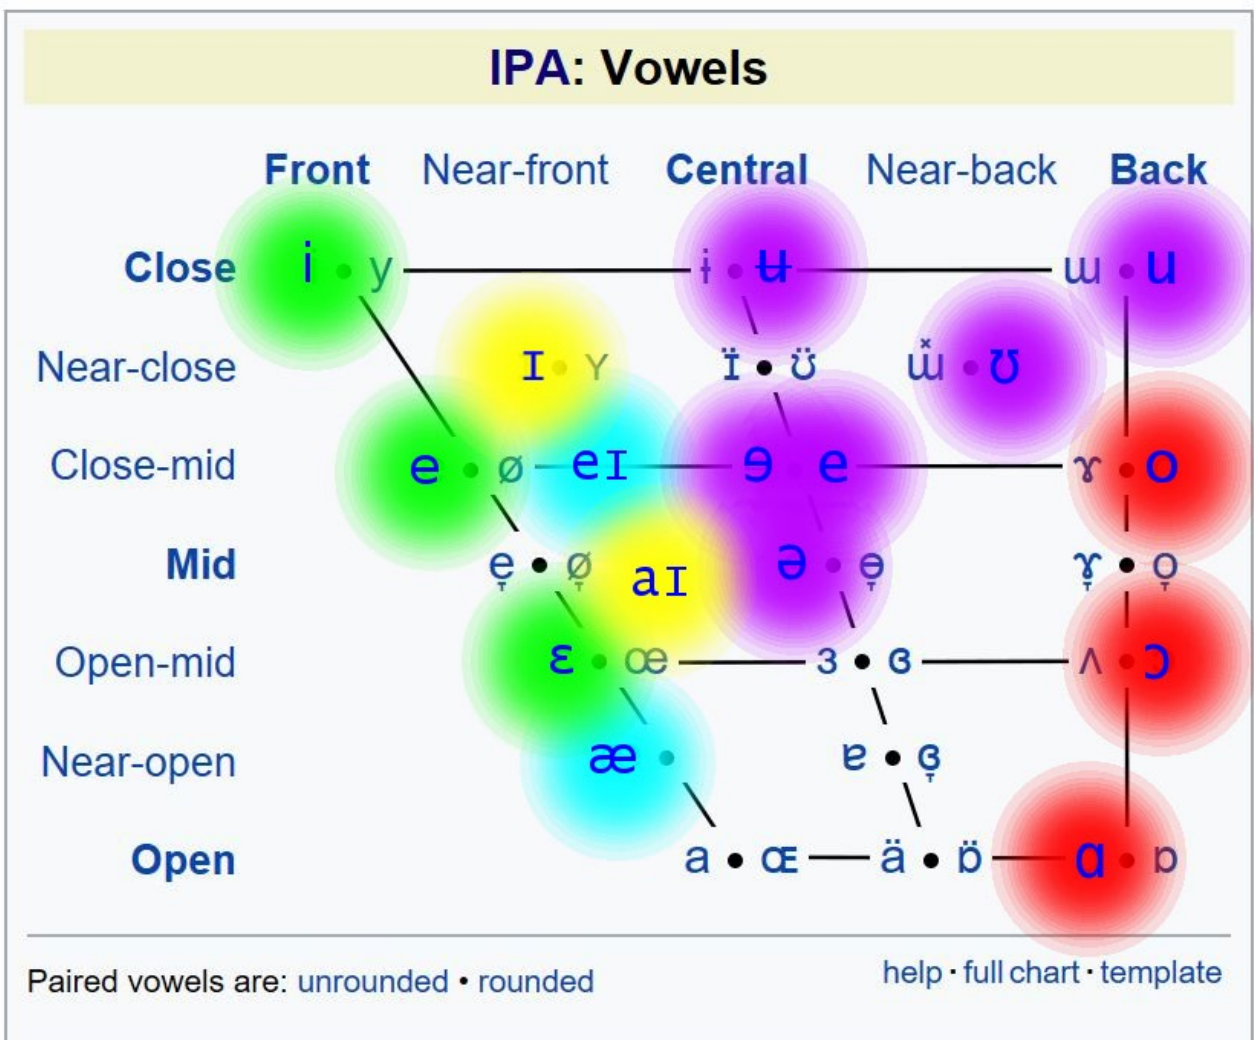 IPA: Vowels
Front Near-front Central Near-back Back
Close i • y ɨ • ʉ ɯ • u
Near-close ɪ • ʏ ɪ̈ • ʊ̈ ɯ̽ • ʊ
Close-mid e • ø eɪ ɘ e ɤ • o
Mid e̞ • ø̞ aɪ ə • ɵ̞ ɤ̞ • o̞
Open-mid ɛ • œ ɜ • ɞ ʌ • ɔ
Near-open æ • ɐ • ɞ̞
Open a • ɶ ä • ɒ̈ ɑ • ɒ
Paired vowels are: unrounded • rounded
help · full chart · template